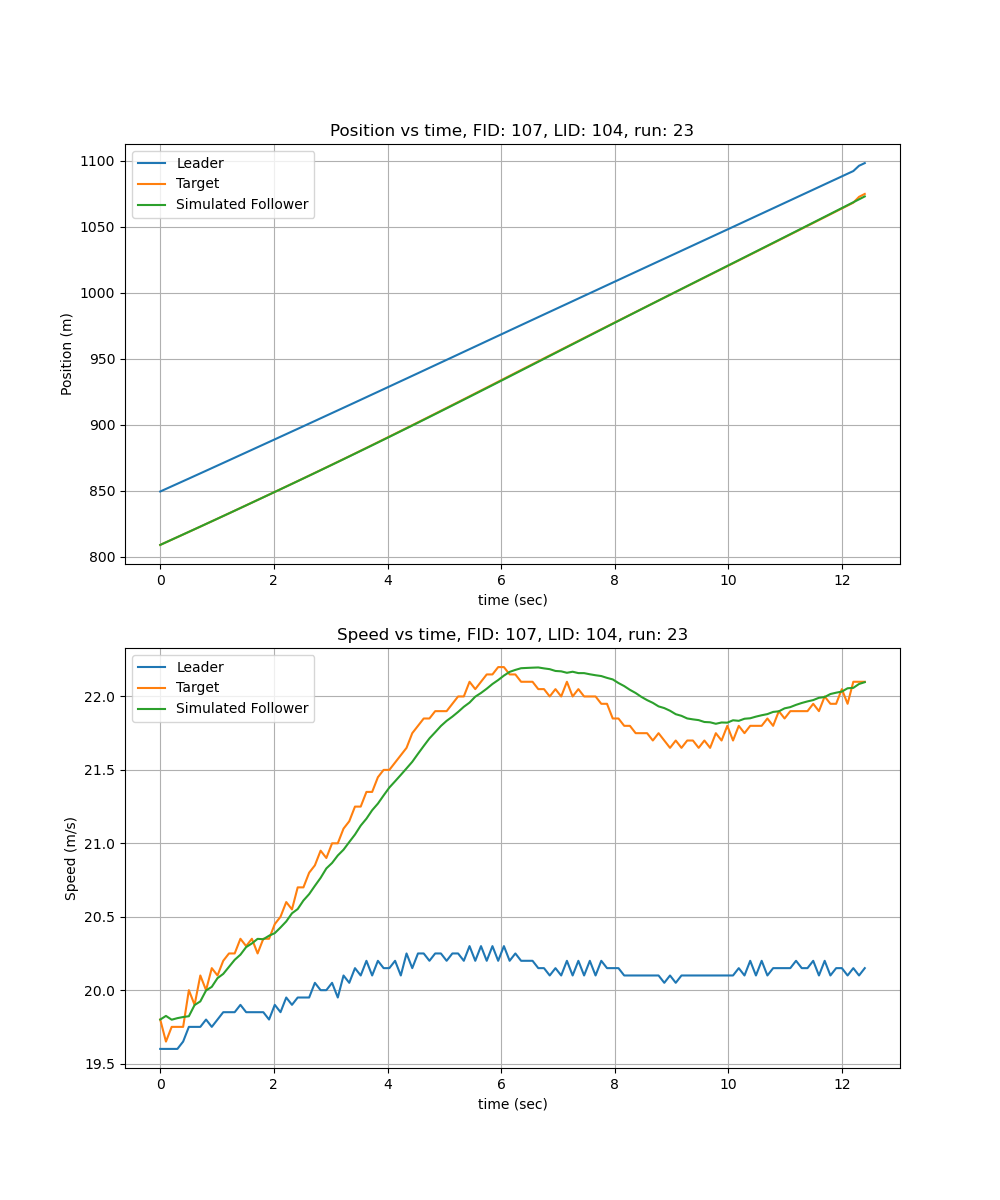 Position vs time, FID: 107, LID: 104, run: 23
Leader
Target
Simulated Follower
1100
1050
1000
950
900
850
800
Position (m)
0 2 4 6 8 10 12
time (sec)
Speed vs time, FID: 107, LID: 104, run: 23
Leader
Target
Simulated Follower
22.0
21.5
21.0
20.5
20.0
19.5
Speed (m/s)
0 2 4 6 8 10 12
time (sec)